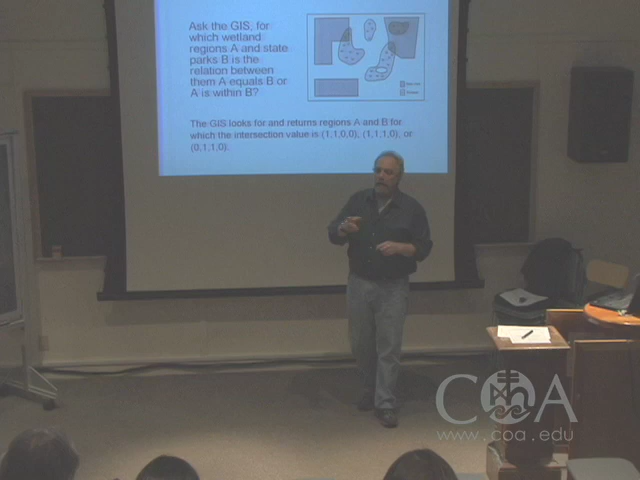 Ask the GIS, for
which wetland
regions A and state
parks B is the
relation between
them A equals B or
A is within B?
The GIS looks for and returns regions A and B for
which the intersection value is (1,1,0,0), (1,1,1,0), or
(0,1,1,0).
COA
www.coa.edu